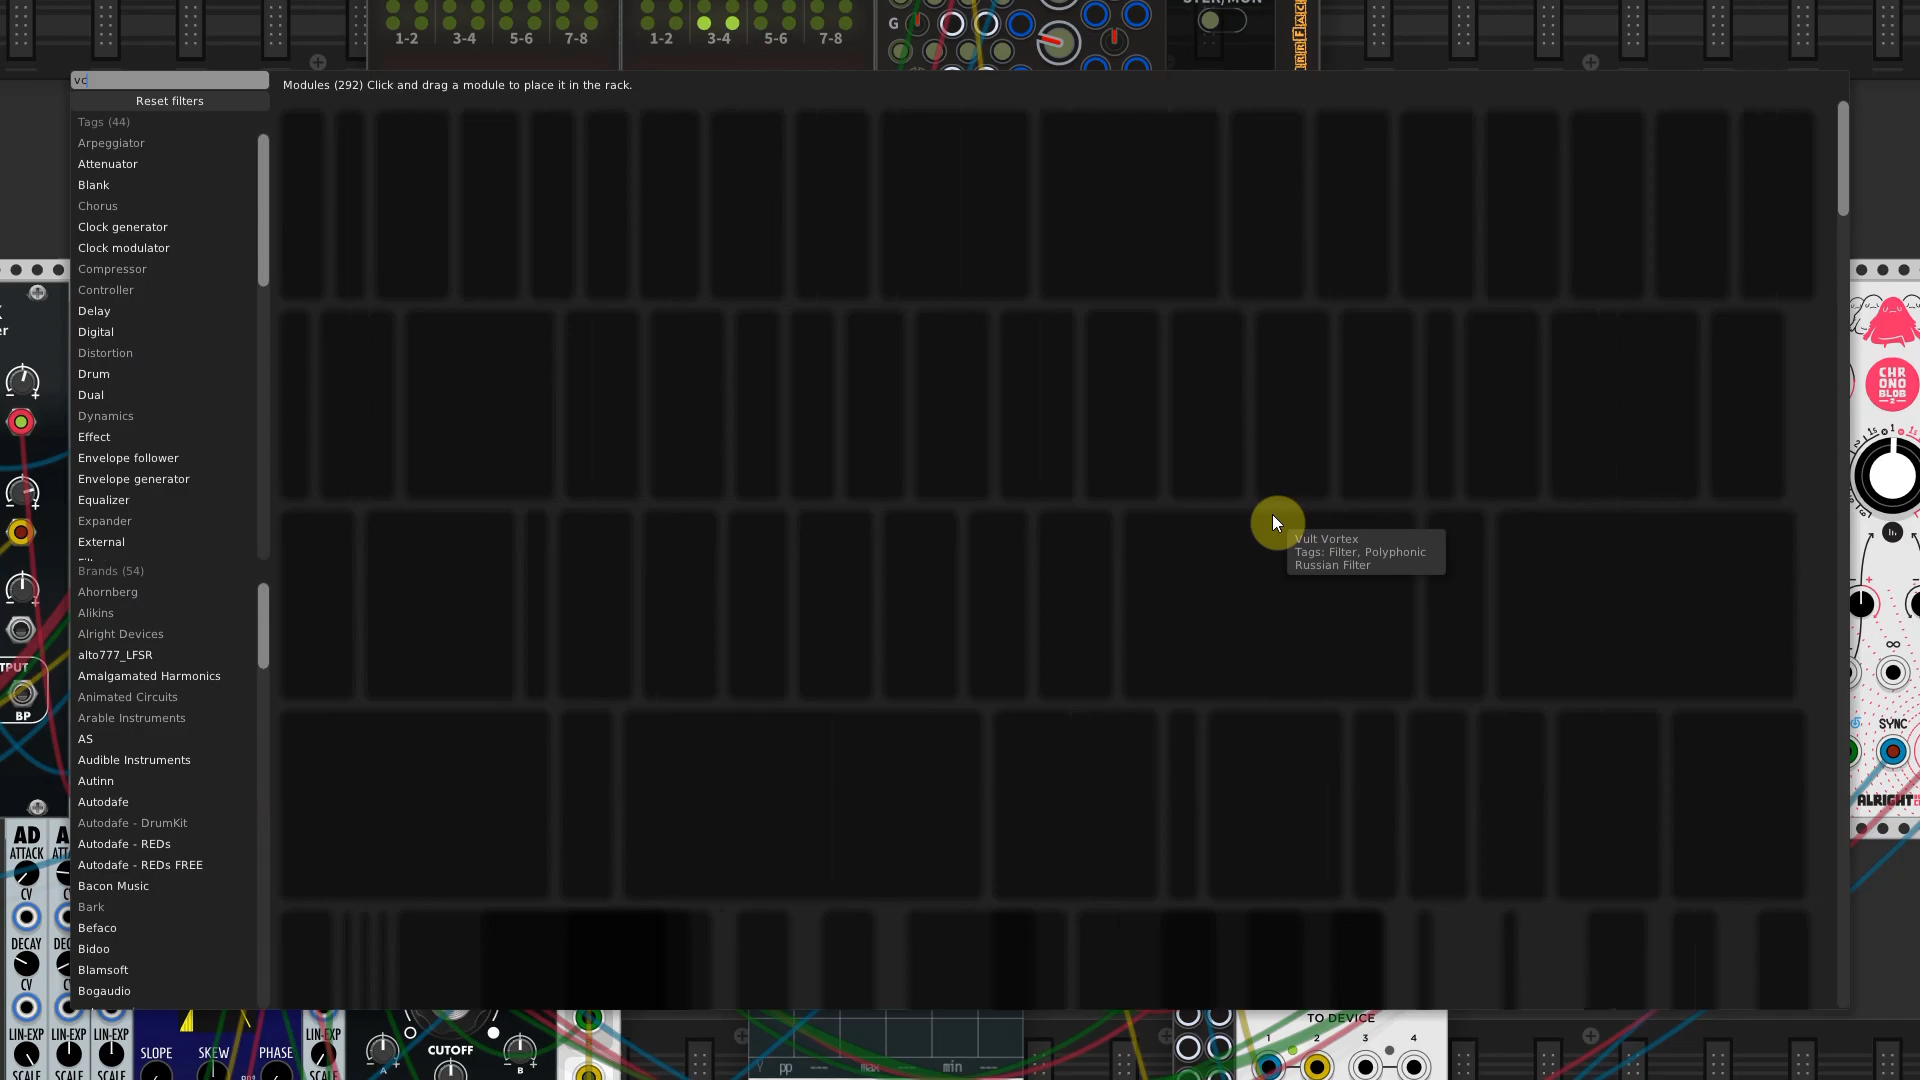 STER/MON
G
1-2 3-4 5-6 7-8
1-2 3-4 5-6 7-8
vc
Modules (292) Click and drag a module to place it in the rack.
Reset filters
Tags (44)
Arpeggiator
Attenuator
Blank
Chorus
Clock generator
Clock modulator
Compressor
Controller
Delay
Digital
Distortion
Drum
Dual
Dynamics
Effect
Envelope follower
Envelope generator
Equalizer
Expander
External
Brands (54)
Ahornberg
Alikins
Alright Devices
alto777_LFSR
Amalgamated Harmonics
Animated Circuits
Arable Instruments
AS
Audible Instruments
Autinn
Autodafe
Autodafe - DrumKit
Autodafe - REDs
Autodafe - REDs FREE
Bacon Music
Bark
Befaco
Bidoo
Blamsoft
Bogaudio
Vult Vortex
Tags: Filter, Polyphonic
Russian Filter
er
TPUT
BP
AD
ATTACK
CV
DECAY
CV
LIN-EXP LIN-EXP LIN-EXP
SCALE SCALE SCALE
SLOPE SKEW PHASE
LIN-EXP
SCALE
CUTOFF
A B
Y pp --- max --- min ---
TO DEVICE
1 2 3 4
CHR
ONO
BLOB
2
∞
SYNC
ALRIGHT